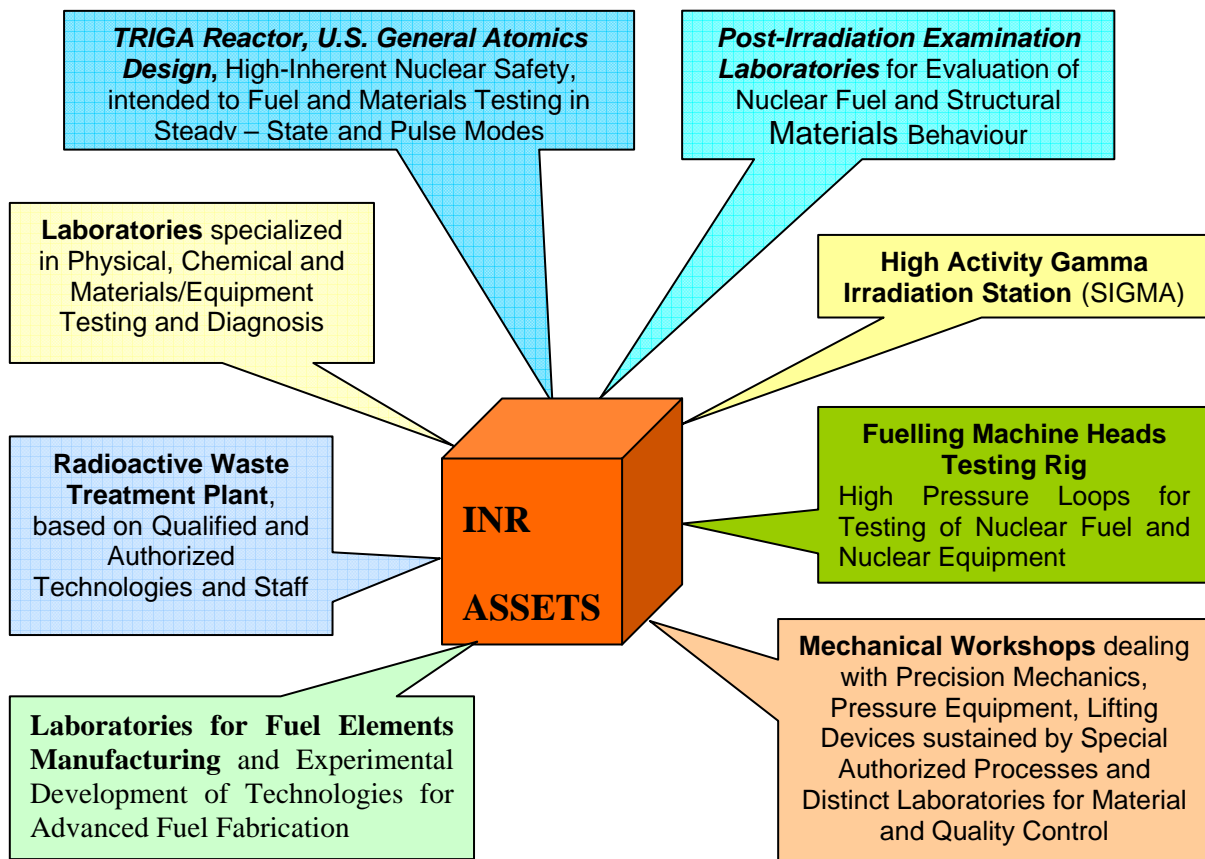 TRIGA Reactor, U.S. General Atomics
Design, High-Inherent Nuclear Safety,
intended to Fuel and Materials Testing in
Steady – State and Pulse Modes
Post-Irradiation Examination
Laboratories for Evaluation of
Nuclear Fuel and Structural
Materials Behaviour
Laboratories specialized
in Physical, Chemical and
Materials/Equipment
Testing and Diagnosis
High Activity Gamma
Irradiation Station (SIGMA)
Radioactive Waste
Treatment Plant,
based on Qualified and
Authorized
Technologies and Staff
INR
ASSETS
Fuelling Machine Heads
Testing Rig
High Pressure Loops for
Testing of Nuclear Fuel and
Nuclear Equipment
Laboratories for Fuel Elements
Manufacturing and Experimental
Development of Technologies for
Advanced Fuel Fabrication
Mechanical Workshops dealing
with Precision Mechanics,
Pressure Equipment, Lifting
Devices sustained by Special
Authorized Processes and
Distinct Laboratories for Material
and Quality Control